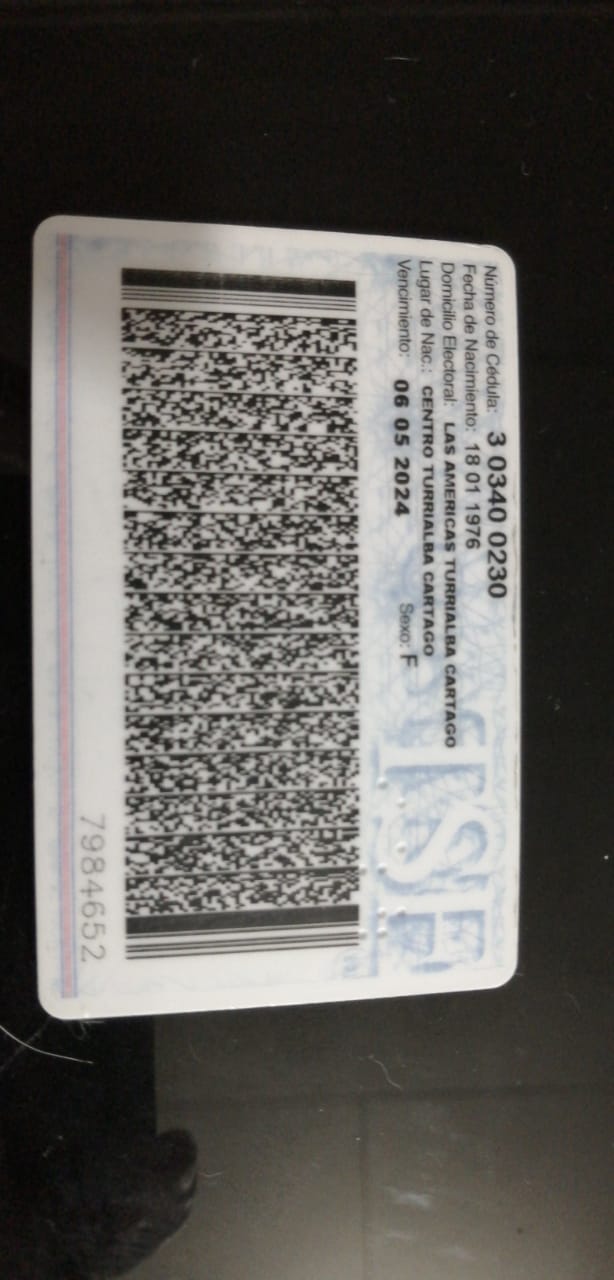 Número de Cédula: 3 0340 0230
Fecha de Nacimiento: 18 01 1976
Domicilio Electoral: LAS AMERICAS TURRIALBA CARTAGO
Lugar de Nac.: CENTRO TURRIALBA CARTAGO
Vencimiento: 06 05 2024 Sexo: F
TSE
7984652